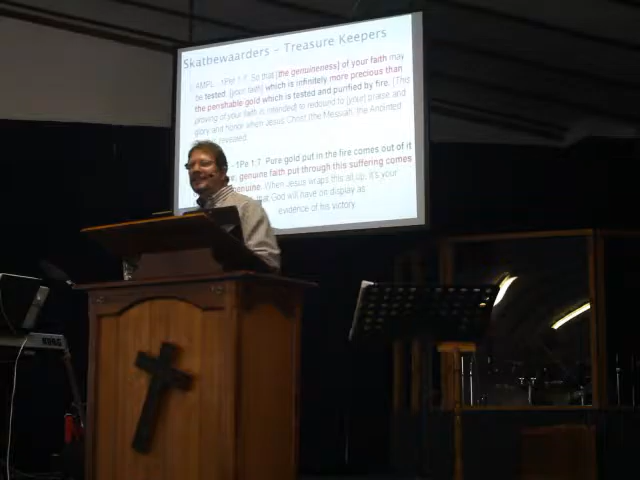 Skatbewaarders - Treasure Keepers
AMPL - 1Per 1:7 So that [the genuineness] of your faith may
be tested, [your faith] which is infinitely more precious than
the perishable gold which is tested and purified by fire. [This
proving of your faith is intended] to redound to [your] praise and
glory and honor when Jesus Christ (the Messiah, the Anointed
revealed.
- 1Pe 1:7 Pure gold put in the fire comes out of it
genuine faith put through this suffering comes
genuine. When Jesus wraps this all up, it's your
that God will have on display as
evidence of his victory
KORG